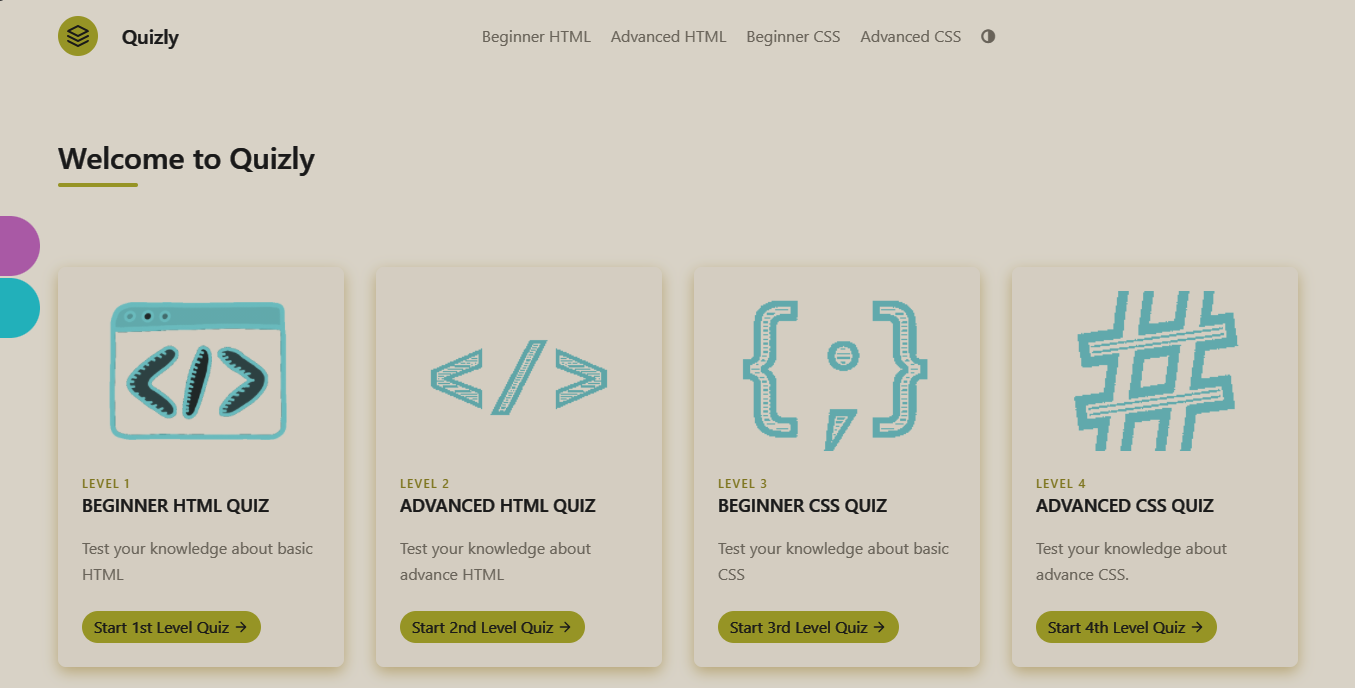 Quizly
Beginner HTML
Advanced HTML
Beginner CSS
Advanced CSS
Welcome to Quizly
LEVEL 1
BEGINNER HTML QUIZ
Test your knowledge about basic
HTML
Start 1st Level Quiz →
LEVEL 2
ADVANCED HTML QUIZ
Test your knowledge about
advance HTML
Start 2nd Level Quiz →
LEVEL 3
BEGINNER CSS QUIZ
Test your knowledge about basic
CSS
Start 3rd Level Quiz →
LEVEL 4
ADVANCED CSS QUIZ
Test your knowledge about
advance CSS.
Start 4th Level Quiz →